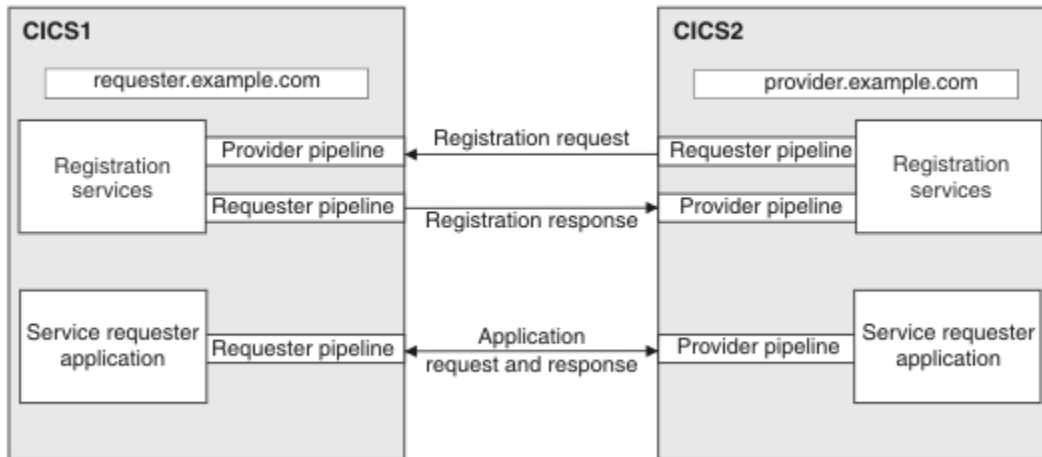 CICS1
CICS2
requester.example.com
provider.example.com
Registration
services
Provider pipeline
Registration request
Requester pipeline
Registration
services
Requester pipeline
Registration response
Provider pipeline
Service requester
application
Requester pipeline
Application
request and response
Provider pipeline
Service requester
application